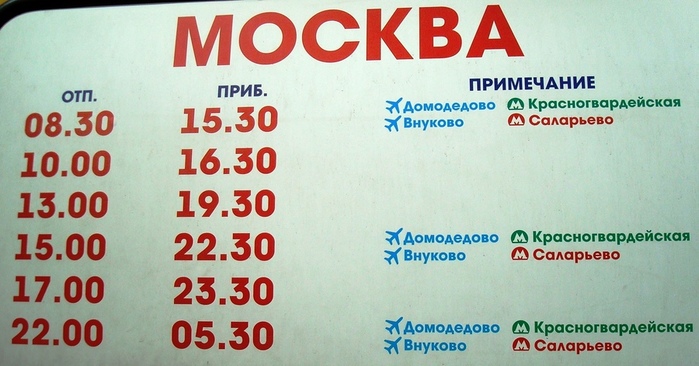 МОСКВА
ОТП. ПРИБ. ПРИМЕЧАНИЕ
08.30 15.30 Домодедово Красногвардейская
Внуково Саларьево
10.00 16.30
13.00 19.30
15.00 22.30 Домодедово Красногвардейская
Внуково Саларьево
17.00 23.30
22.00 05.30 Домодедово Красногвардейская
Внуково Саларьево